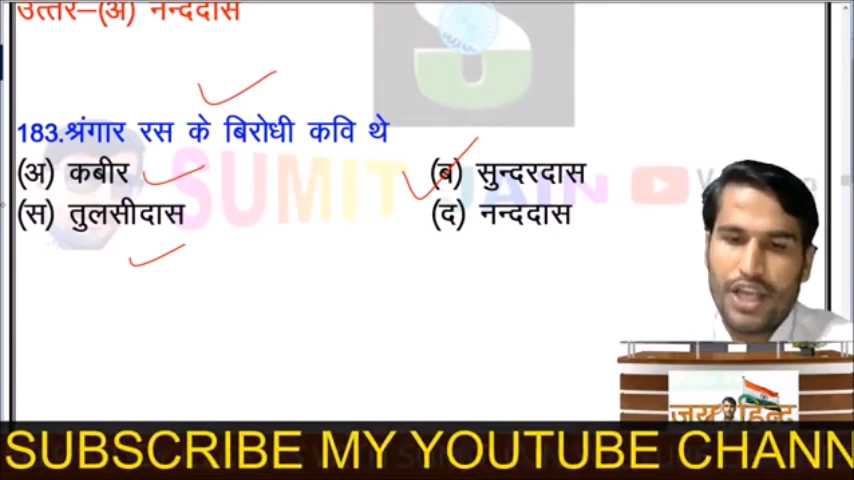 उत्तर–(अ) नन्ददास
183.श्रंगार रस के बिरोधी कवि थे
(अ) कबीर (ब) सुन्दरदास
(स) तुलसीदास (द) नन्ददास
SUMIT JAIN
जय हिन्द
SUBSCRIBE MY YOUTUBE CHANN